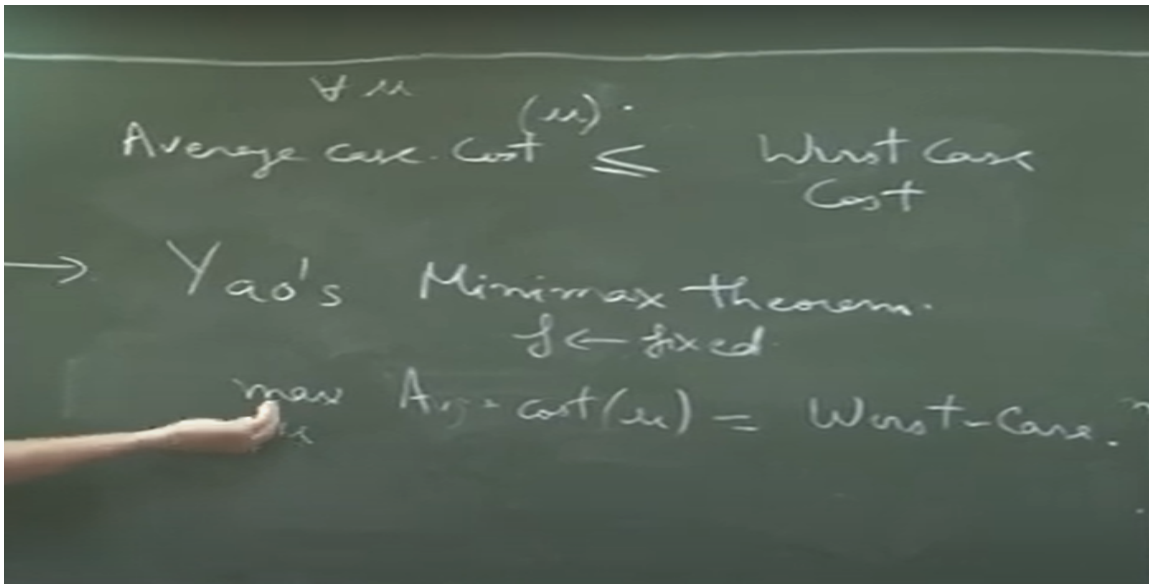 ∀ μ
Average case. Cost (μ). ≤ Worst Case
Cost
→ Yao's Minimax theorem.
f ← fixed.
max Avg. cost(μ) = Worst-Case.
μ